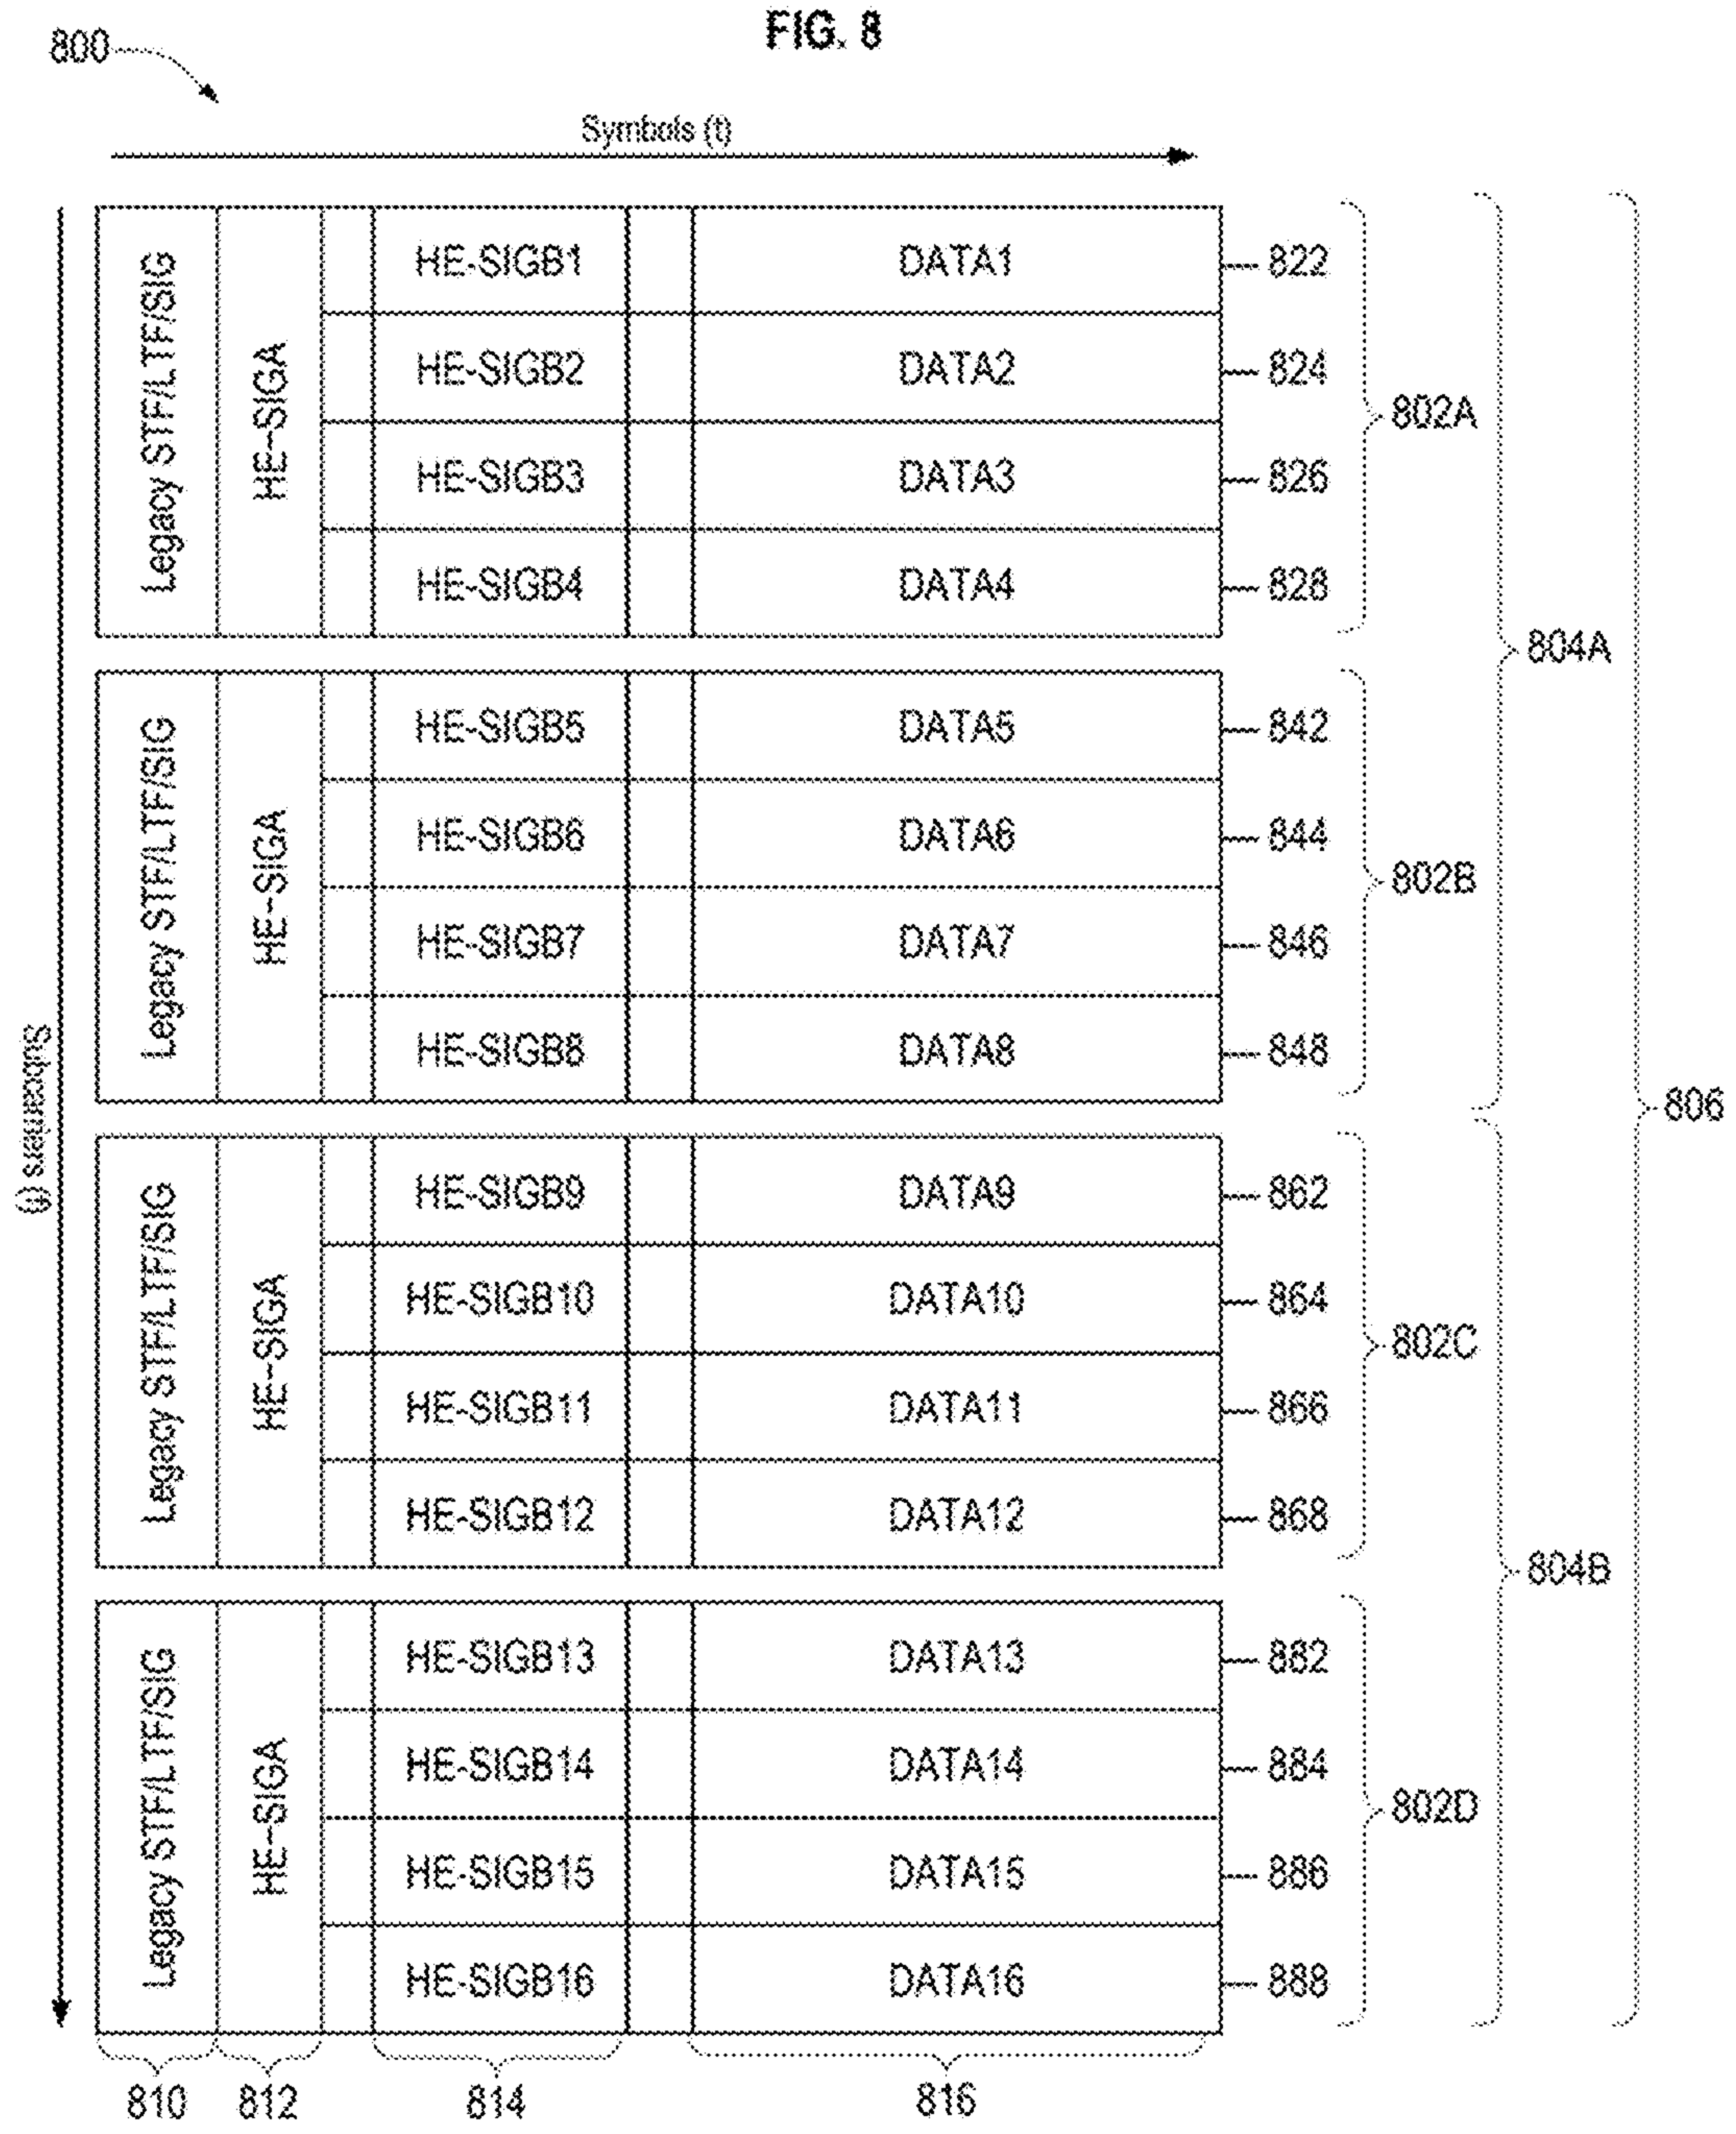 FIG. 8
800
Symbols (t)
Subcarriers (f)
Legacy STF/LTF/SIG
HE-SIGA
HE-SIGB1 DATA1 822
HE-SIGB2 DATA2 824
HE-SIGB3 DATA3 826
HE-SIGB4 DATA4 828
802A
804A
Legacy STF/LTF/SIG
HE-SIGA
HE-SIGB5 DATA5 842
HE-SIGB6 DATA6 844
HE-SIGB7 DATA7 846
HE-SIGB8 DATA8 848
802B
806
Legacy STF/LTF/SIG
HE-SIGA
HE-SIGB9 DATA9 862
HE-SIGB10 DATA10 864
HE-SIGB11 DATA11 866
HE-SIGB12 DATA12 868
802C
804B
Legacy STF/LTF/SIG
HE-SIGA
HE-SIGB13 DATA13 882
HE-SIGB14 DATA14 884
HE-SIGB15 DATA15 886
HE-SIGB16 DATA16 888
802D
810 812 814 816